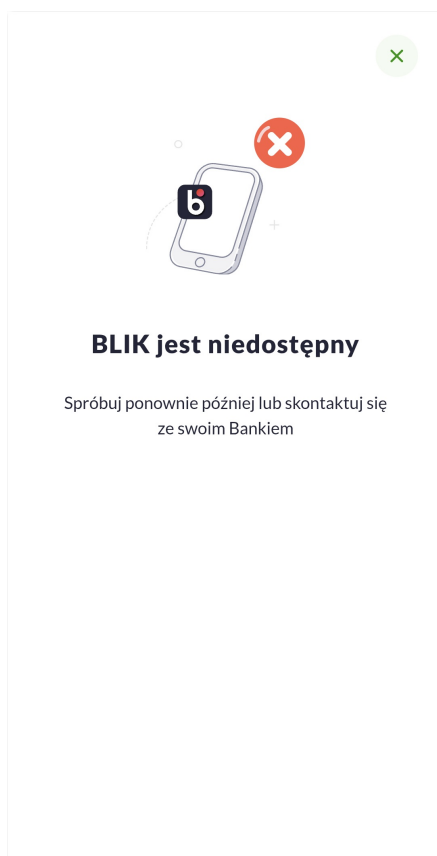 b
BLIK jest niedostępny
Spróbuj ponownie później lub skontaktuj się
ze swoim Bankiem